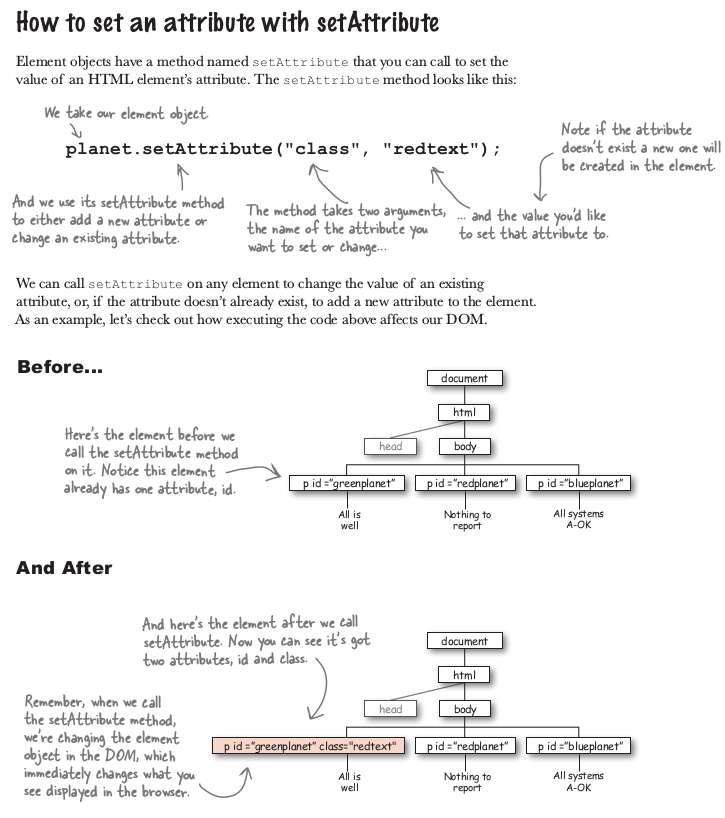 How to set an attribute with setAttribute
Element objects have a method named setAttribute that you can call to set the
value of an HTML element's attribute. The setAttribute method looks like this:
We take our element object.
planet.setAttribute("class", "redtext");
Note if the attribute
doesn't exist a new one will
be created in the element.
And we use its setAttribute method
to either add a new attribute or
change an existing attribute.
The method takes two arguments,
the name of the attribute you
want to set or change...
... and the value you'd like
to set that attribute to.
We can call setAttribute on any element to change the value of an existing
attribute, or, if the attribute doesn't already exist, to add a new attribute to the element.
As an example, let's check out how executing the code above affects our DOM.
Before...
document
html
head
body
Here's the element before we
call the setAttribute method
on it. Notice this element
already has one attribute, id.
p id ="greenplanet"
p id ="redplanet"
p id ="blueplanet"
All is
well
Nothing to
report
All systems
A-OK
And After
And here's the element after we call
setAttribute. Now you can see it's got
two attributes, id and class.
document
html
head
body
Remember, when we call
the setAttribute method,
we're changing the element
object in the DOM, which
immediately changes what you
see displayed in the browser.
p id ="greenplanet" class="redtext"
p id ="redplanet"
p id ="blueplanet"
All is
well
Nothing to
report
All systems
A-OK